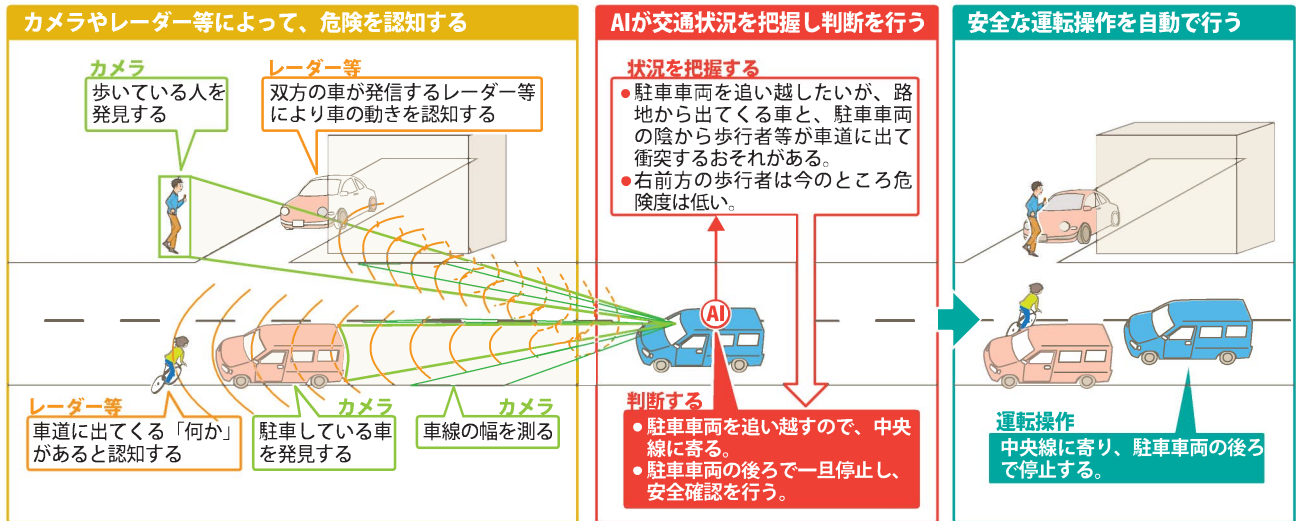 カメラやレーダー等によって、危険を認知する
カメラ
歩いている人を
発見する
レーダー等
双方の車が発信するレーダー等
により車の動きを認知する
レーダー等
車道に出てくる「何か」
があると認知する
カメラ
駐車している車
を発見する
カメラ
車線の幅を測る
AIが交通状況を把握し判断を行う
状況を把握する
●駐車車両を追い越したいが、路
地から出てくる車と、駐車車両
の陰から歩行者等が車道に出て
衝突するおそれがある。
●右前方の歩行者は今のところ危
険度は低い。
AI
判断する
●駐車車両を追い越すので、中央
線に寄る。
●駐車車両の後ろで一旦停止し、
安全確認を行う。
安全な運転操作を自動で行う
運転操作
中央線に寄り、駐車車両の後ろ
で停止する。